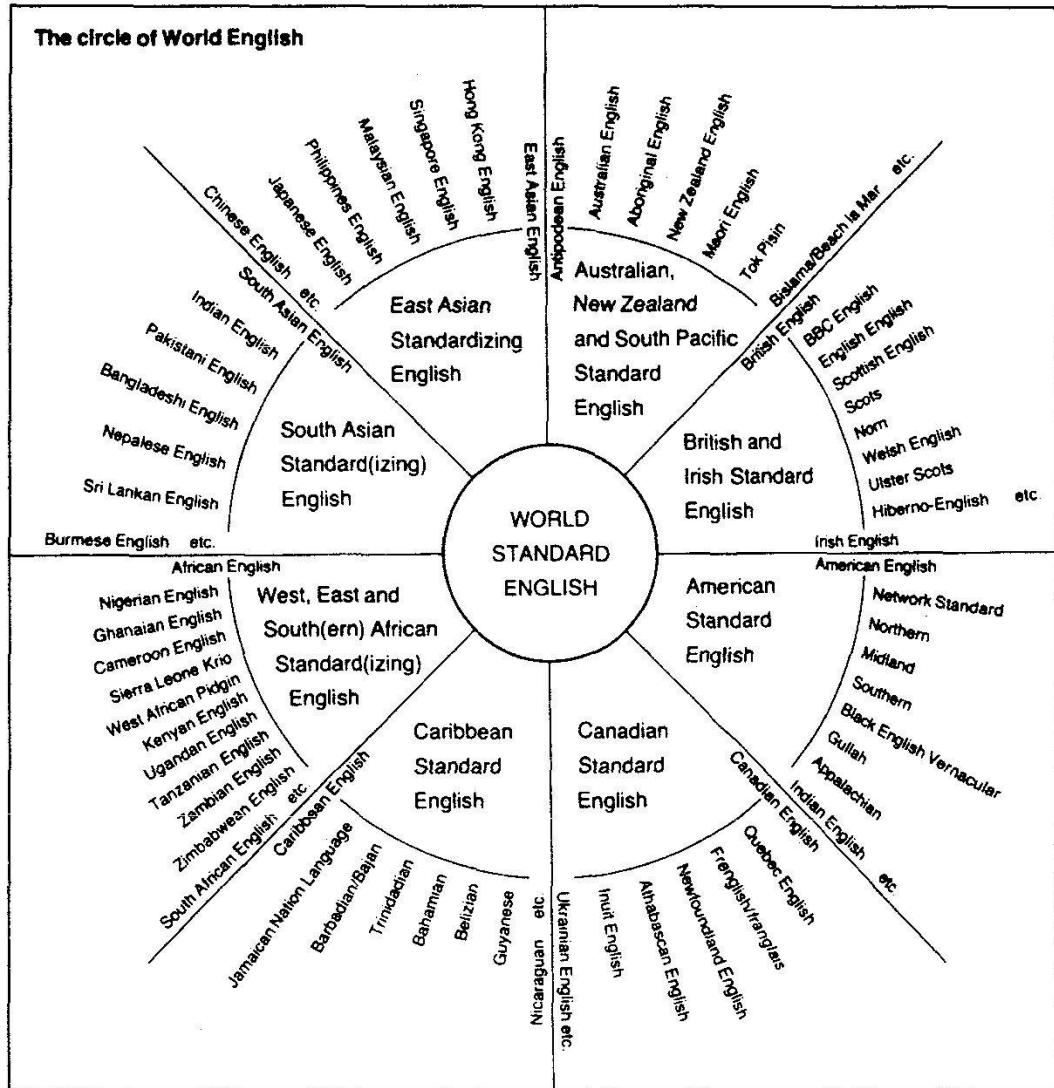 The circle of World English
East Asian English
Hong Kong English
Singapore English
Malaysian English
Philippines English
Japanese English
Chinese English etc.
East Asian
Standardizing
English
Antipodean English
Australian English
Aboriginal English
New Zealand English
Maori English
Tok Pisin
Bislama/Beach la Mar etc.
Australian,
New Zealand
and South Pacific
Standard
English
British English
BBC English
English English
Scottish English
Scots
Norn
Welsh English
Ulster Scots
Hiberno-English etc.
Irish English
British and
Irish Standard
English
American English
Network Standard
Northern
Midland
Southern
Black English Vernacular
Gullah
Appalachian
Indian English etc
American
Standard
English
Canadian English
Quebec English
Frenglish/franglais
Newfoundland English
Athabascan English
Inuit English
Ukrainian English etc.
Canadian
Standard
English
Caribbean English
Jamaican Nation Language
Barbadian/Bajan
Trinidadian
Bahamian
Belizian
Guyanese
Nicaraguan etc.
Caribbean
Standard
English
African English
Nigerian English
Ghanaian English
Cameroon English
Sierra Leone Krio
West African Pidgin
Kenyan English
Ugandan English
Tanzanian English
Zambian English
Zimbabwean English
South African English etc.
West, East and
South(ern) African
Standard(izing)
English
South Asian English
Indian English
Pakistani English
Bangladeshi English
Nepalese English
Sri Lankan English
Burmese English etc.
South Asian
Standard(izing)
English
WORLD
STANDARD
ENGLISH